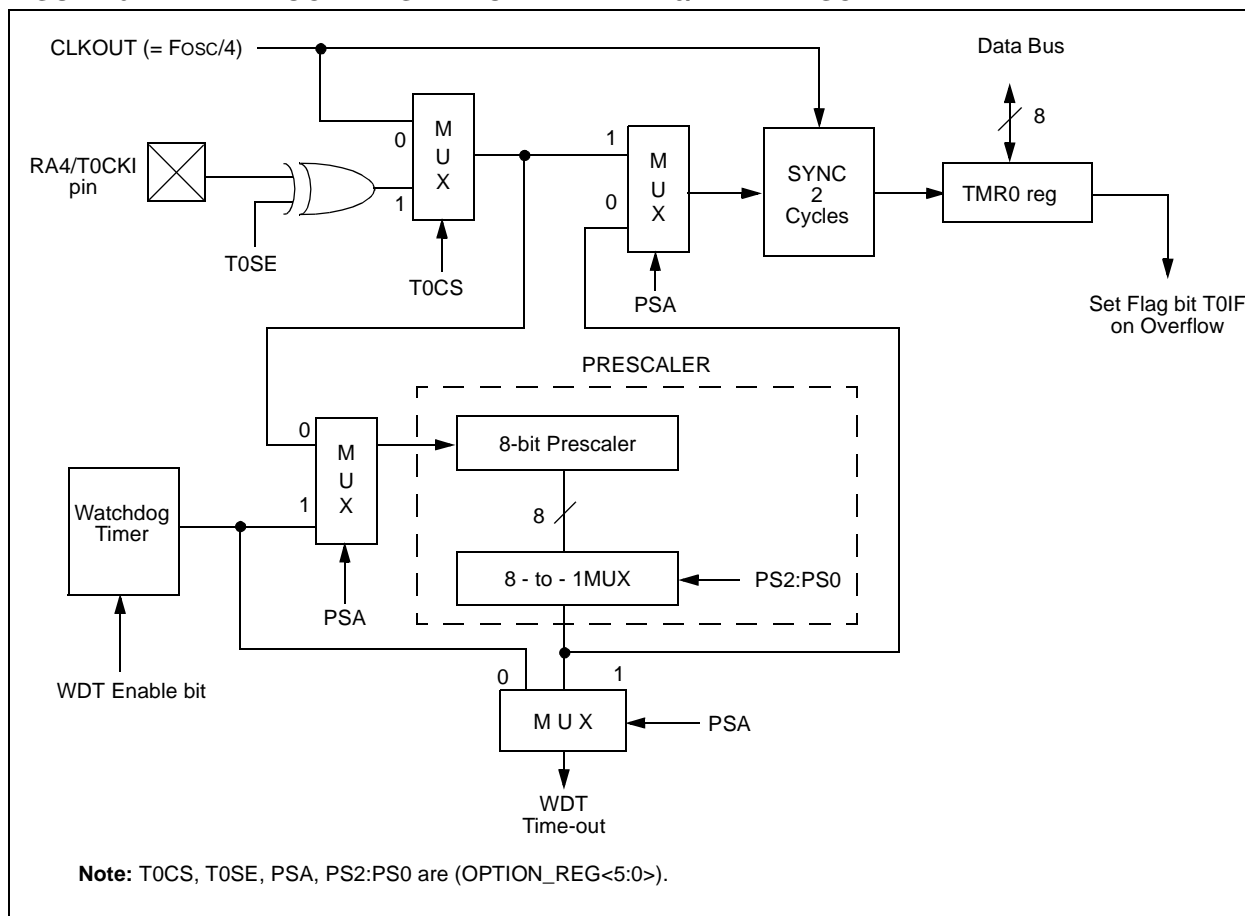 CLKOUT (= FOSC/4)
Data Bus
8
M
U
X
0
1
RA4/T0CKI
pin
T0SE
T0CS
1
0
M
U
X
PSA
SYNC
2
Cycles
TMR0 reg
Set Flag bit T0IF
on Overflow
PRESCALER
0
1
M
U
X
PSA
8-bit Prescaler
8
8 - to - 1MUX
PS2:PS0
Watchdog
Timer
WDT Enable bit
0
1
M U X
PSA
WDT
Time-out
Note: T0CS, T0SE, PSA, PS2:PS0 are (OPTION_REG<5:0>).